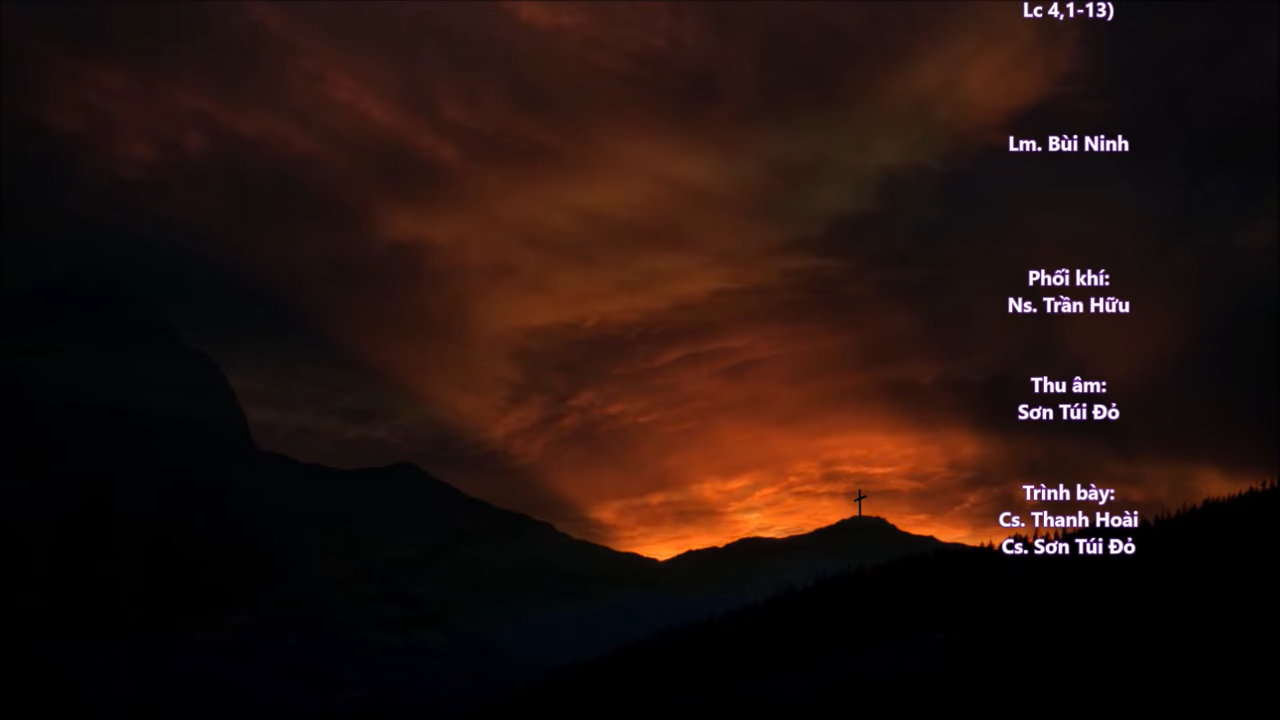 Lc 4,1-13)
Lm. Bùi Ninh
Phối khí:
Ns. Trần Hữu
Thu âm:
Sơn Túi Đỏ
Trình bày:
Cs. Thanh Hoài
Cs. Sơn Túi Đỏ